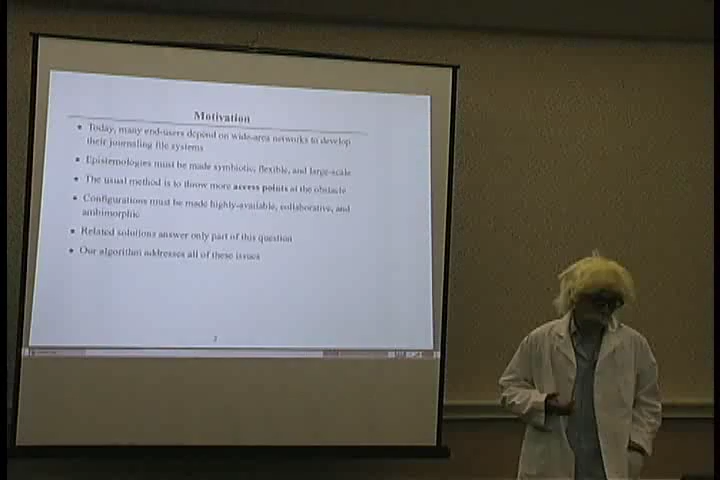 Motivation
• Today, many end-users depend on wide-area networks to develop
their journaling file systems
• Epistemologies must be made symbiotic, flexible, and large-scale
• The usual method is to throw more access points at the obstacle
• Configurations must be made highly-available, collaborative, and
ambimorphic
• Related solutions answer only part of this question
• Our algorithm addresses all of these issues
2